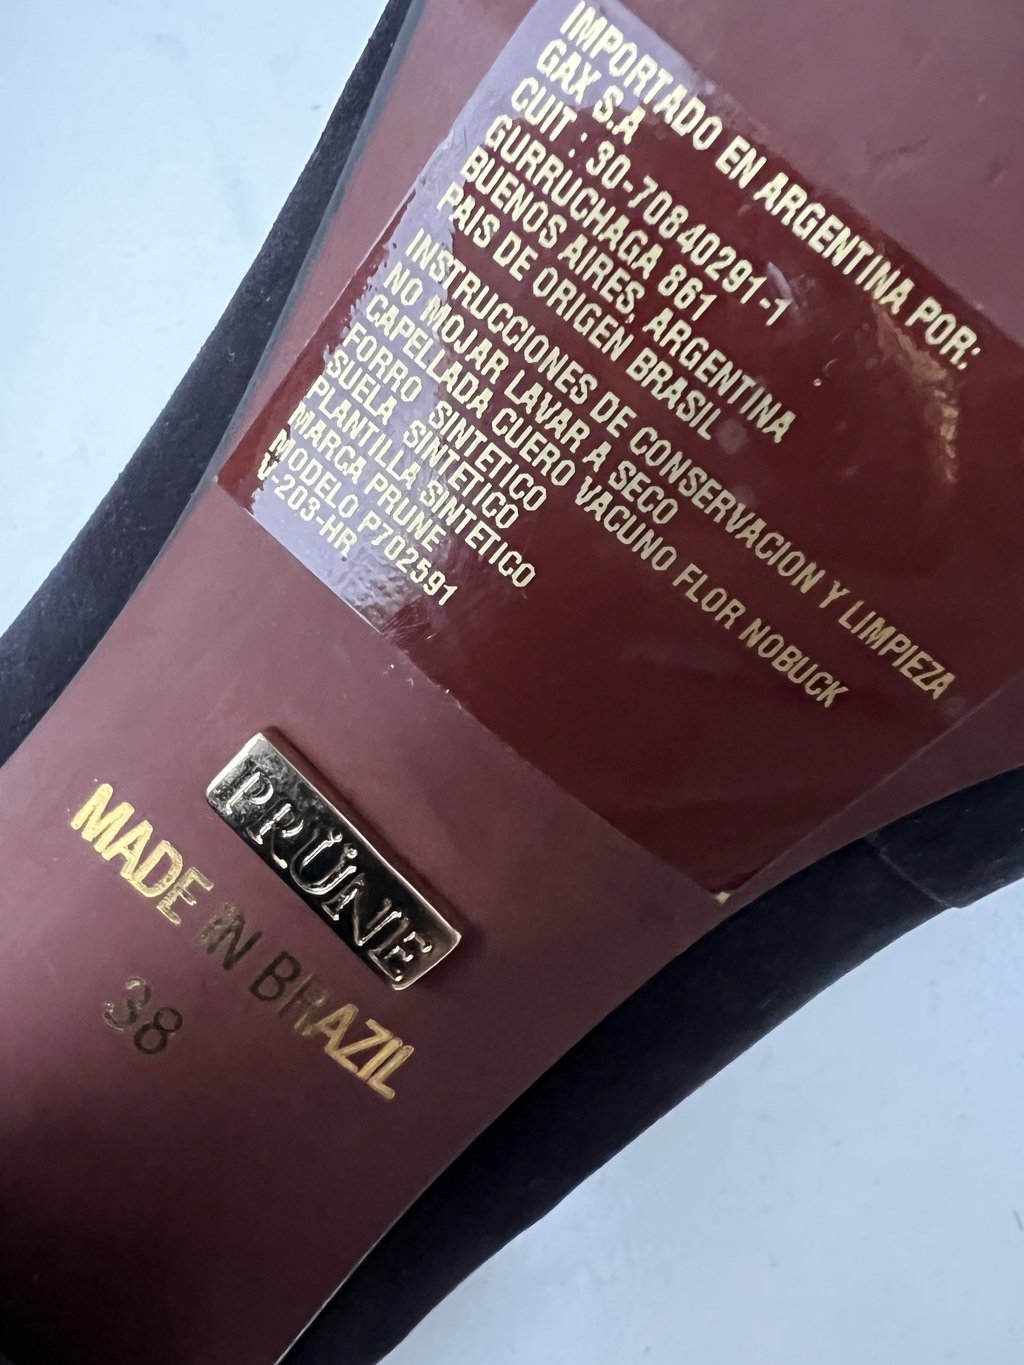 IMPORTADO EN ARGENTINA POR:
GAX S.A
CUIT : 30-70840291-1
GURRUCHAGA 861
BUENOS AIRES, ARGENTINA
PAIS DE ORIGEN BRASIL
INSTRUCCIONES DE CONSERVACION Y LIMPIEZA
NO MOJAR LAVAR A SECO
CAPELLADA CUERO VACUNO FLOR NOBUCK
FORRO SINTETICO
SUELA SINTETICO
PLANTILLA SINTETICO
MARCA PRUNE
MODELO P702591
V-203-HR
PRÜNE
MADE IN BRAZIL
38